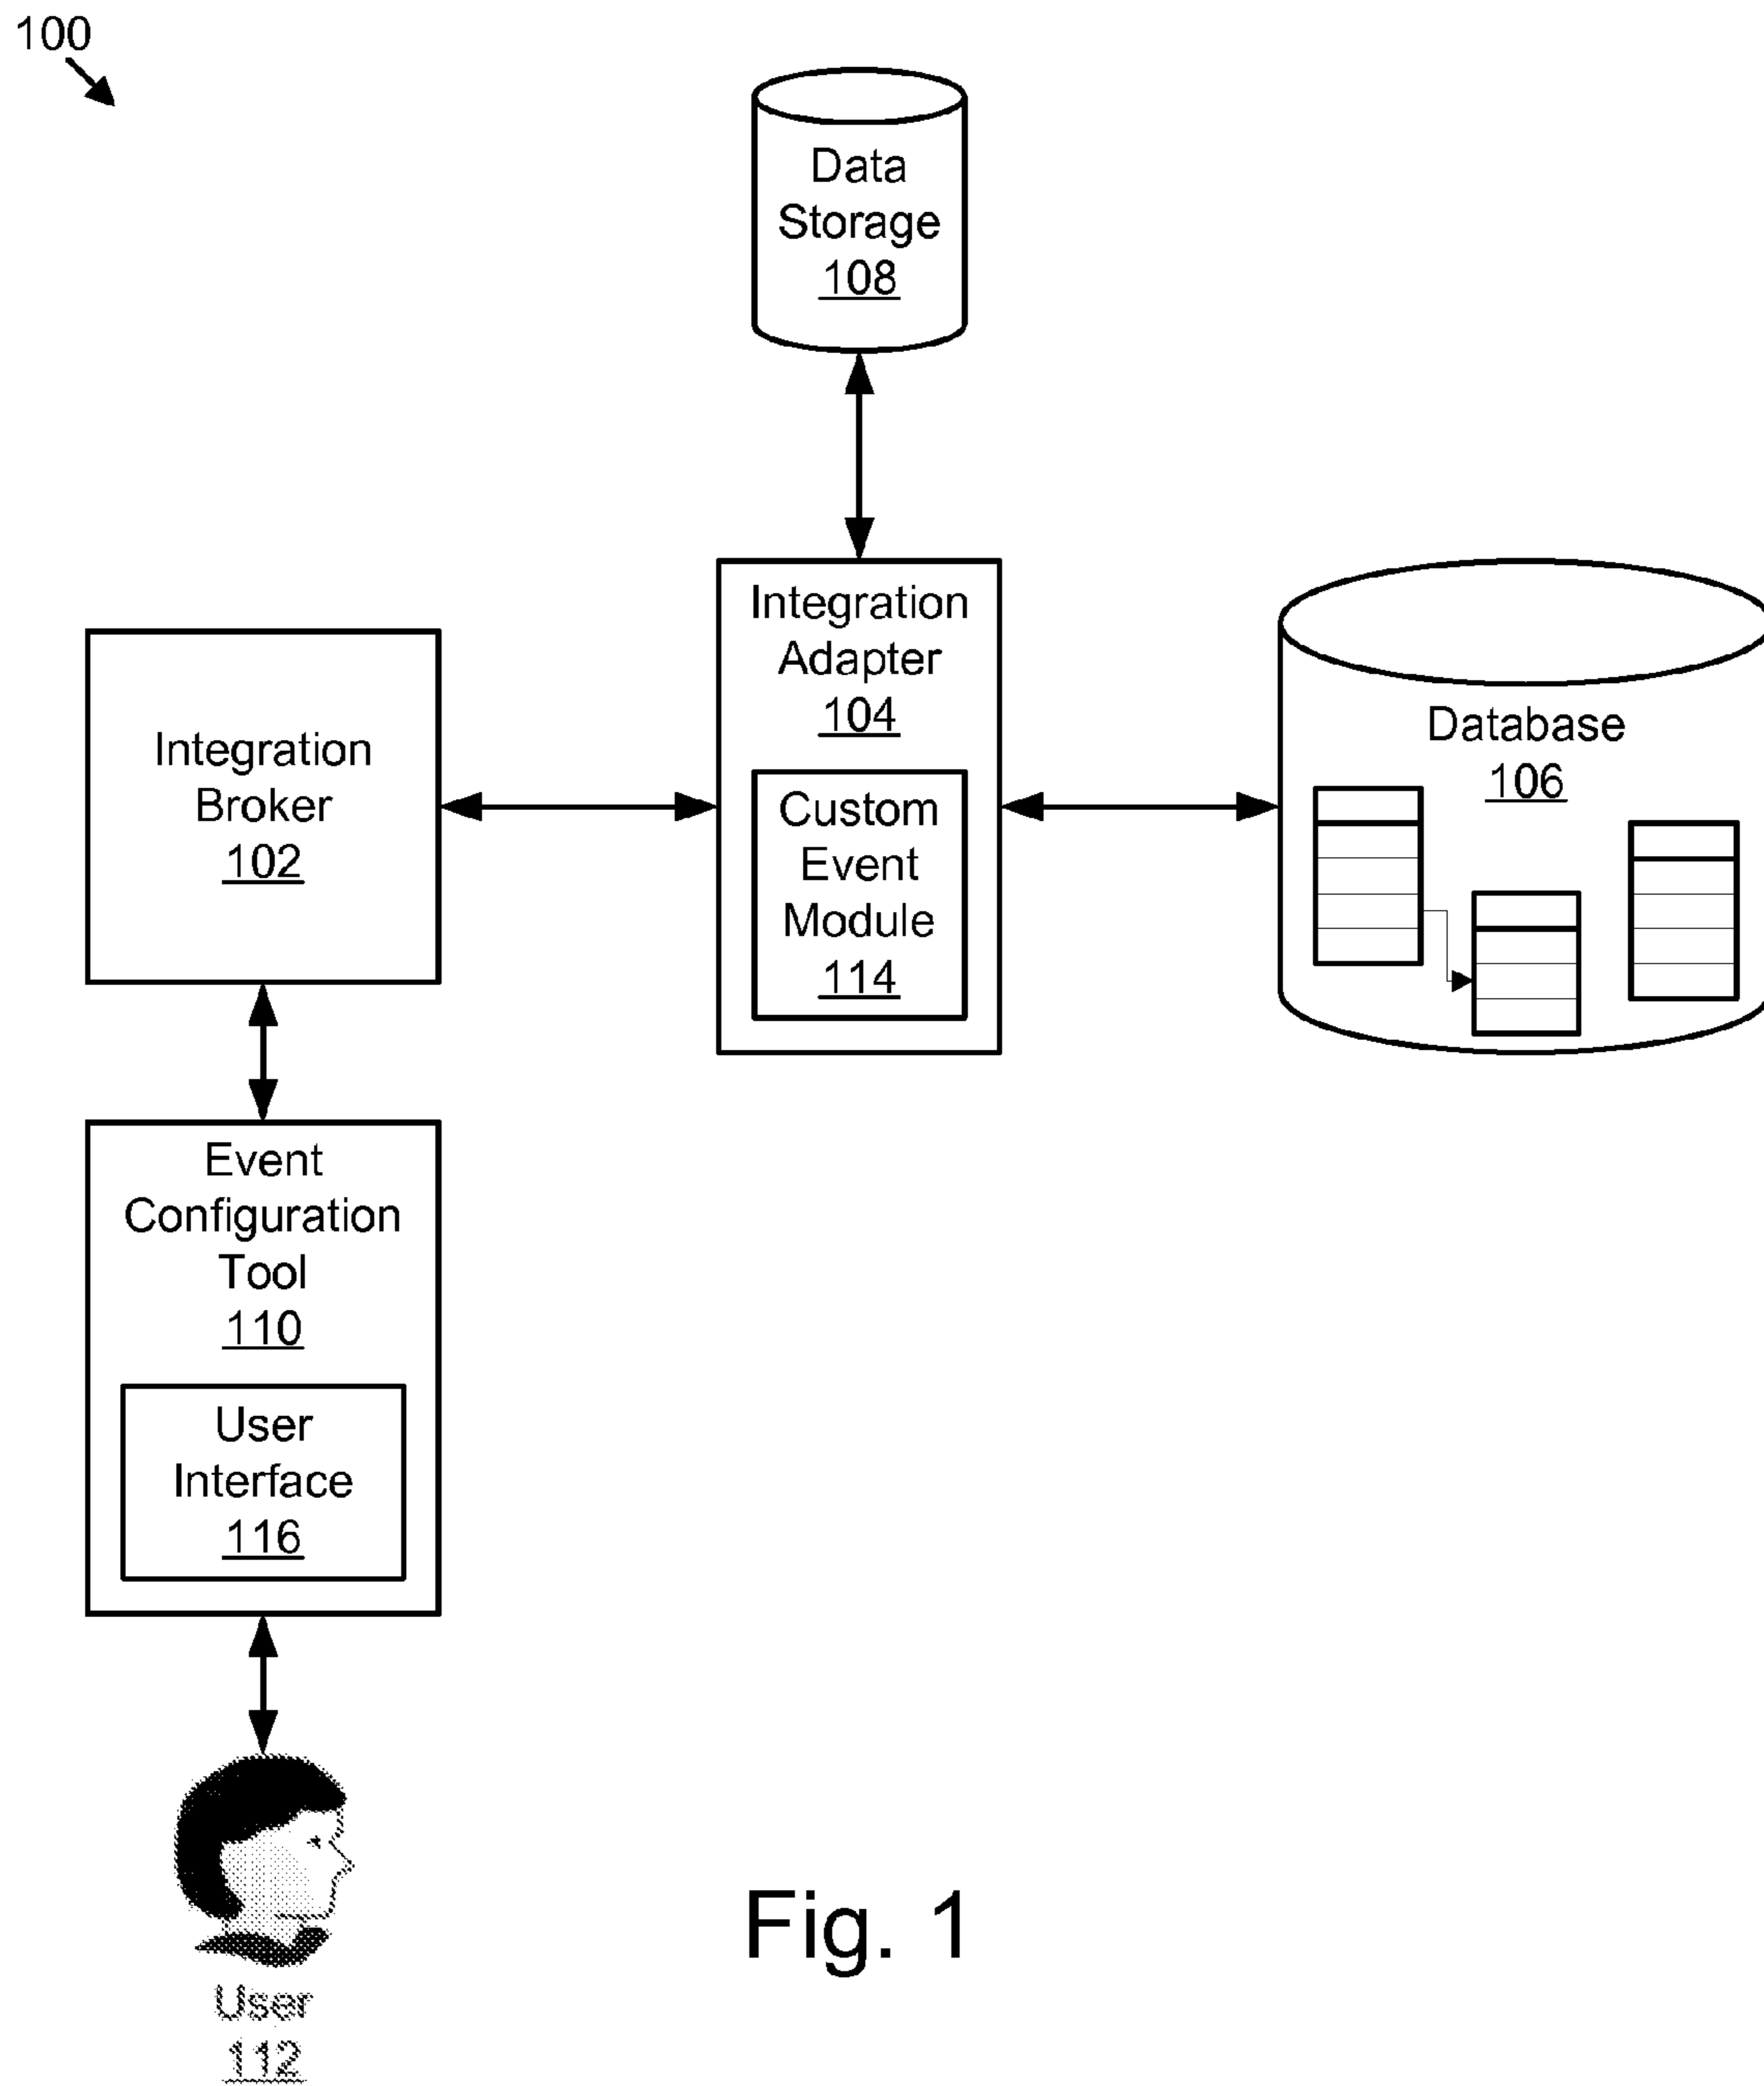 100
Data
Storage
108
Integration
Adapter
104
Custom
Event
Module
114
Database
106
Integration
Broker
102
Event
Configuration
Tool
110
User
Interface
116
User
112
Fig. 1